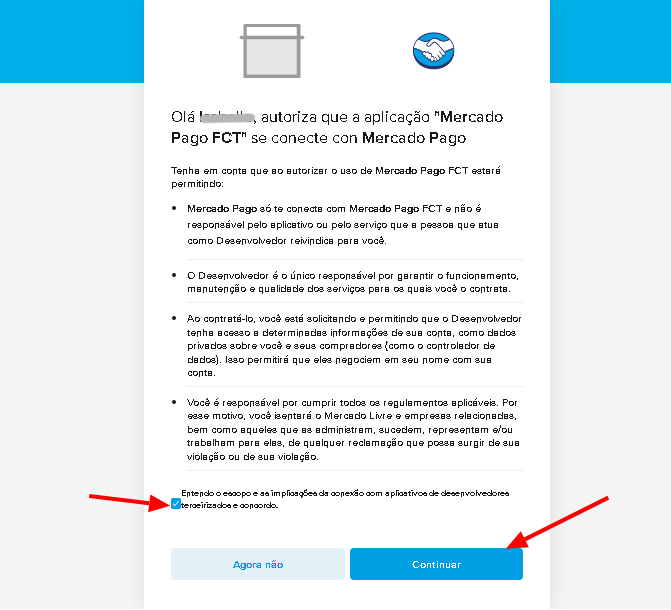 Olá , autoriza que a aplicação "Mercado
Pago FCT" se conecte con Mercado Pago
Tenha em conta que ao autorizar o uso de Mercado Pago FCT estará
permitindo:
• Mercado Pago só te conecta com Mercado Pago FCT e não é
responsável pelo aplicativo ou pelo serviço que a pessoa que atua
como Desenvolvedor reivindica para você.
• O Desenvolvedor é o único responsável por garantir o funcionamento,
manutenção e qualidade dos serviços para os quais você o contrata.
• Ao contratá-lo, você está solicitando e permitindo que o Desenvolvedor
tenha acesso a determinadas informações de sua conta, como dados
privados sobre você e seus compradores (como o controlador de
dados). Isso permitirá que eles negociem em seu nome com sua
conta.
• Você é responsável por cumprir todos os regulamentos aplicáveis. Por
esse motivo, você isentará o Mercado Livre e empresas relacionadas,
bem como aqueles que as administram, sucedem, representam e/ou
trabalham para elas, de qualquer reclamação que possa surgir de sua
violação ou de sua violação.
Entendo o escopo e as implicações da conexão com aplicativos de desenvolvedores
terceirizados e concordo.
Agora não
Continuar